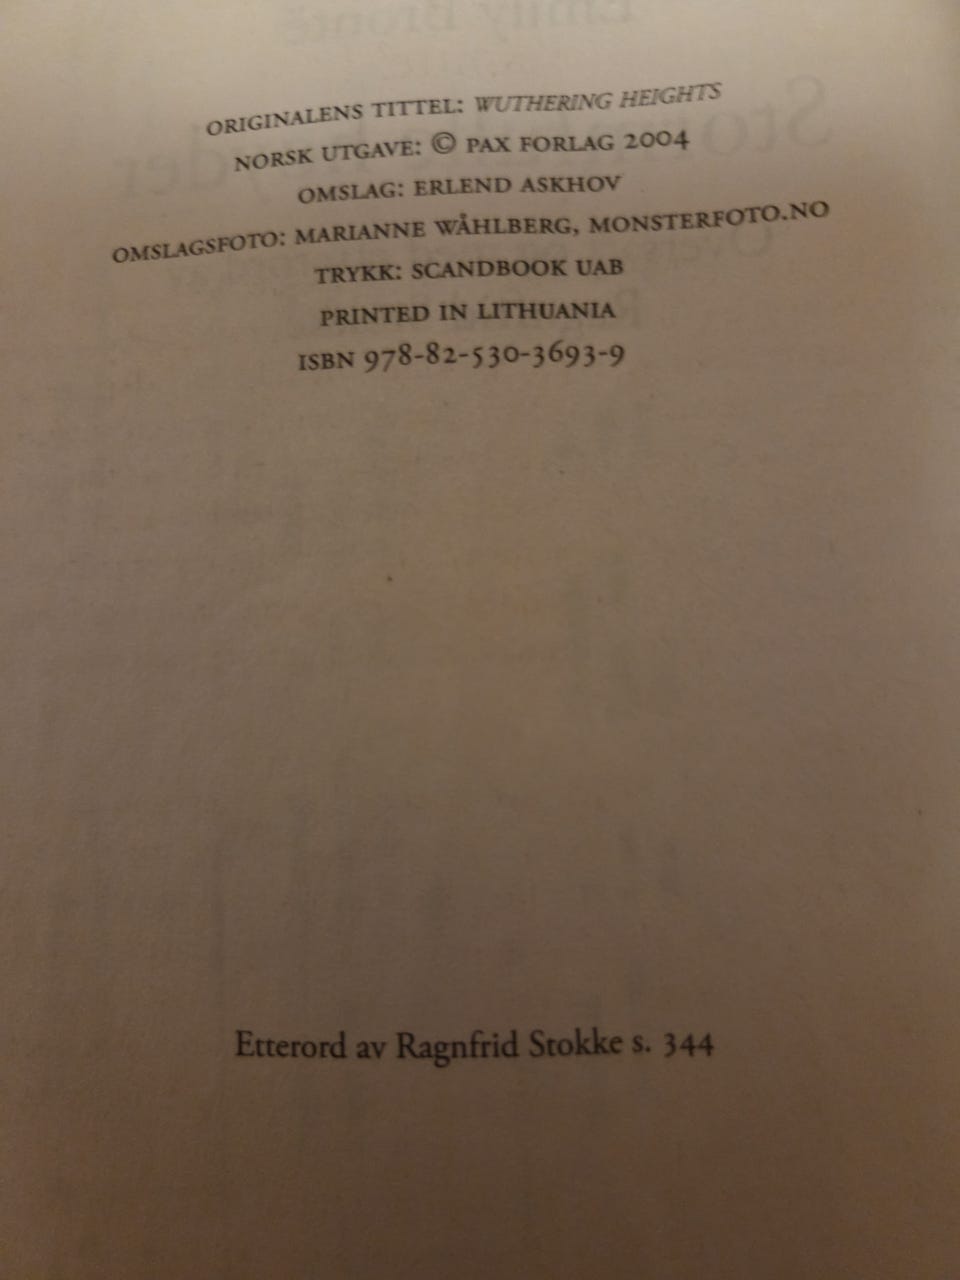 ORIGINALENS TITTEL: WUTHERING HEIGHTS
NORSK UTGAVE: © PAX FORLAG 2004
OMSLAG: ERLEND ASKHOV
OMSLAGSFOTO: MARIANNE WÅHLBERG, MONSTERFOTO.NO
TRYKK: SCANDBOOK UAB
PRINTED IN LITHUANIA
ISBN 978-82-530-3693-9
Etterord av Ragnfrid Stokke s. 344